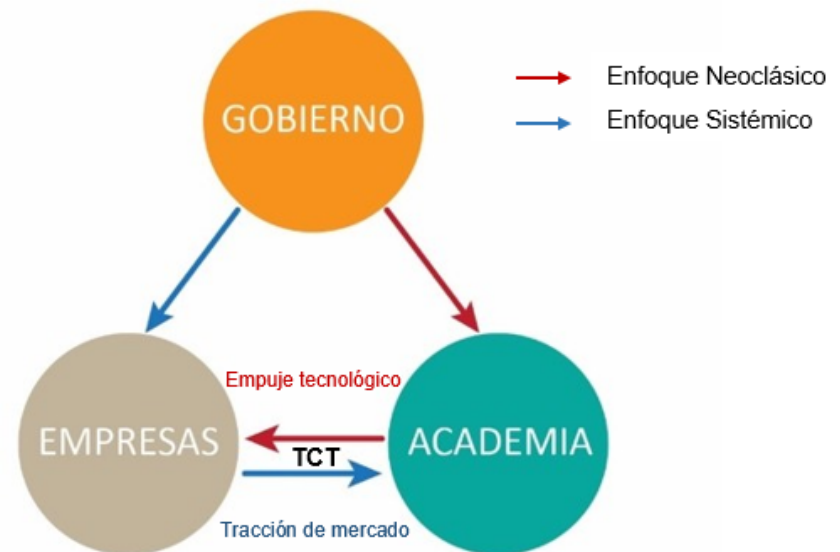 GOBIERNO
Enfoque Neoclásico
Enfoque Sistémico
Empuje tecnológico
EMPRESAS
TCT
ACADEMIA
Tracción de mercado